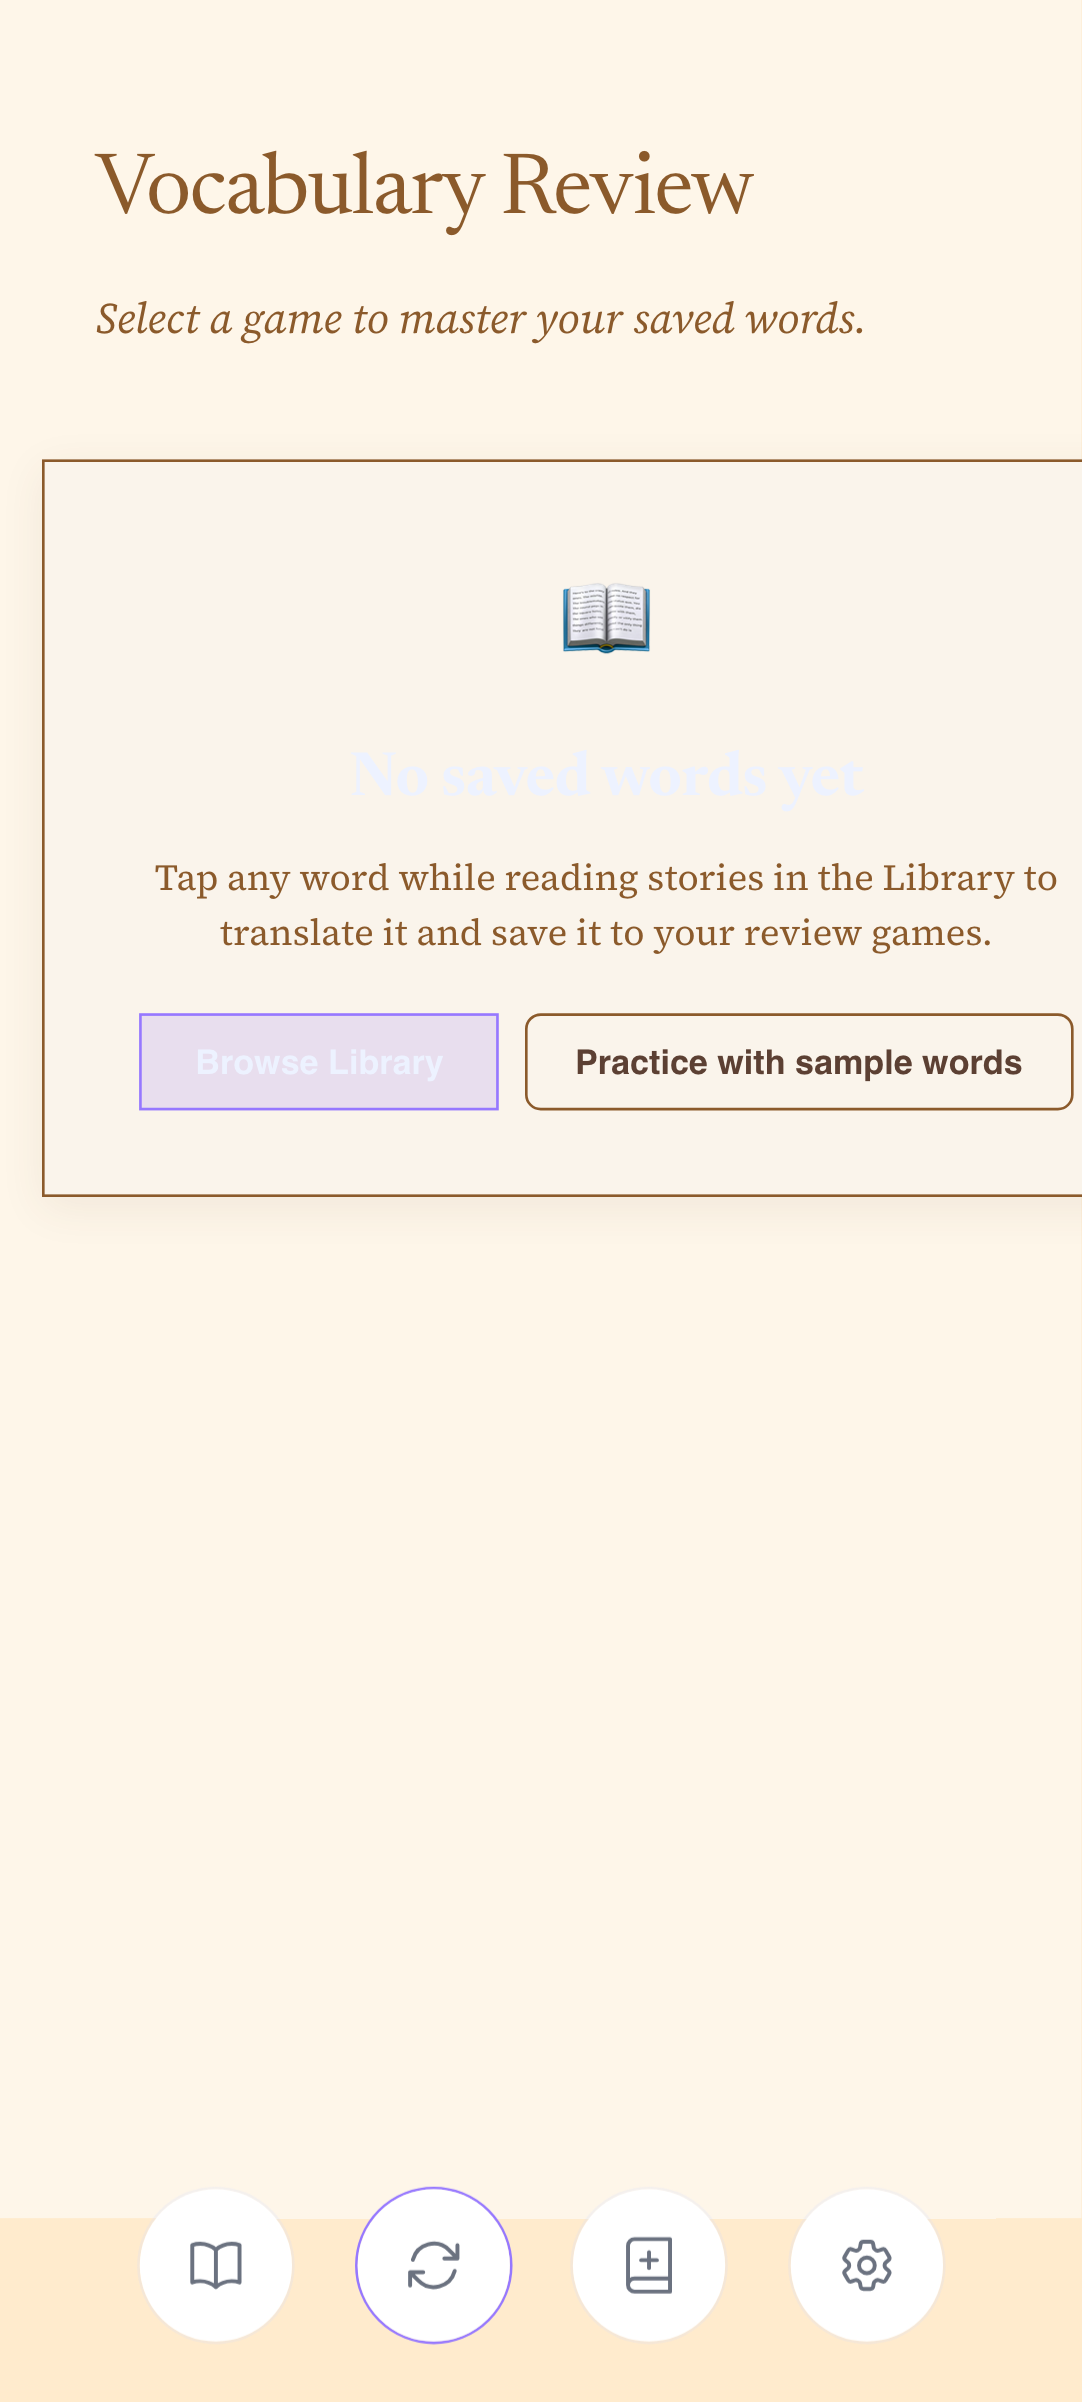 Vocabulary Review
Select a game to master your saved words.
No saved words yet
Tap any word while reading stories in the Library to
translate it and save it to your review games.
Browse Library
Practice with sample words